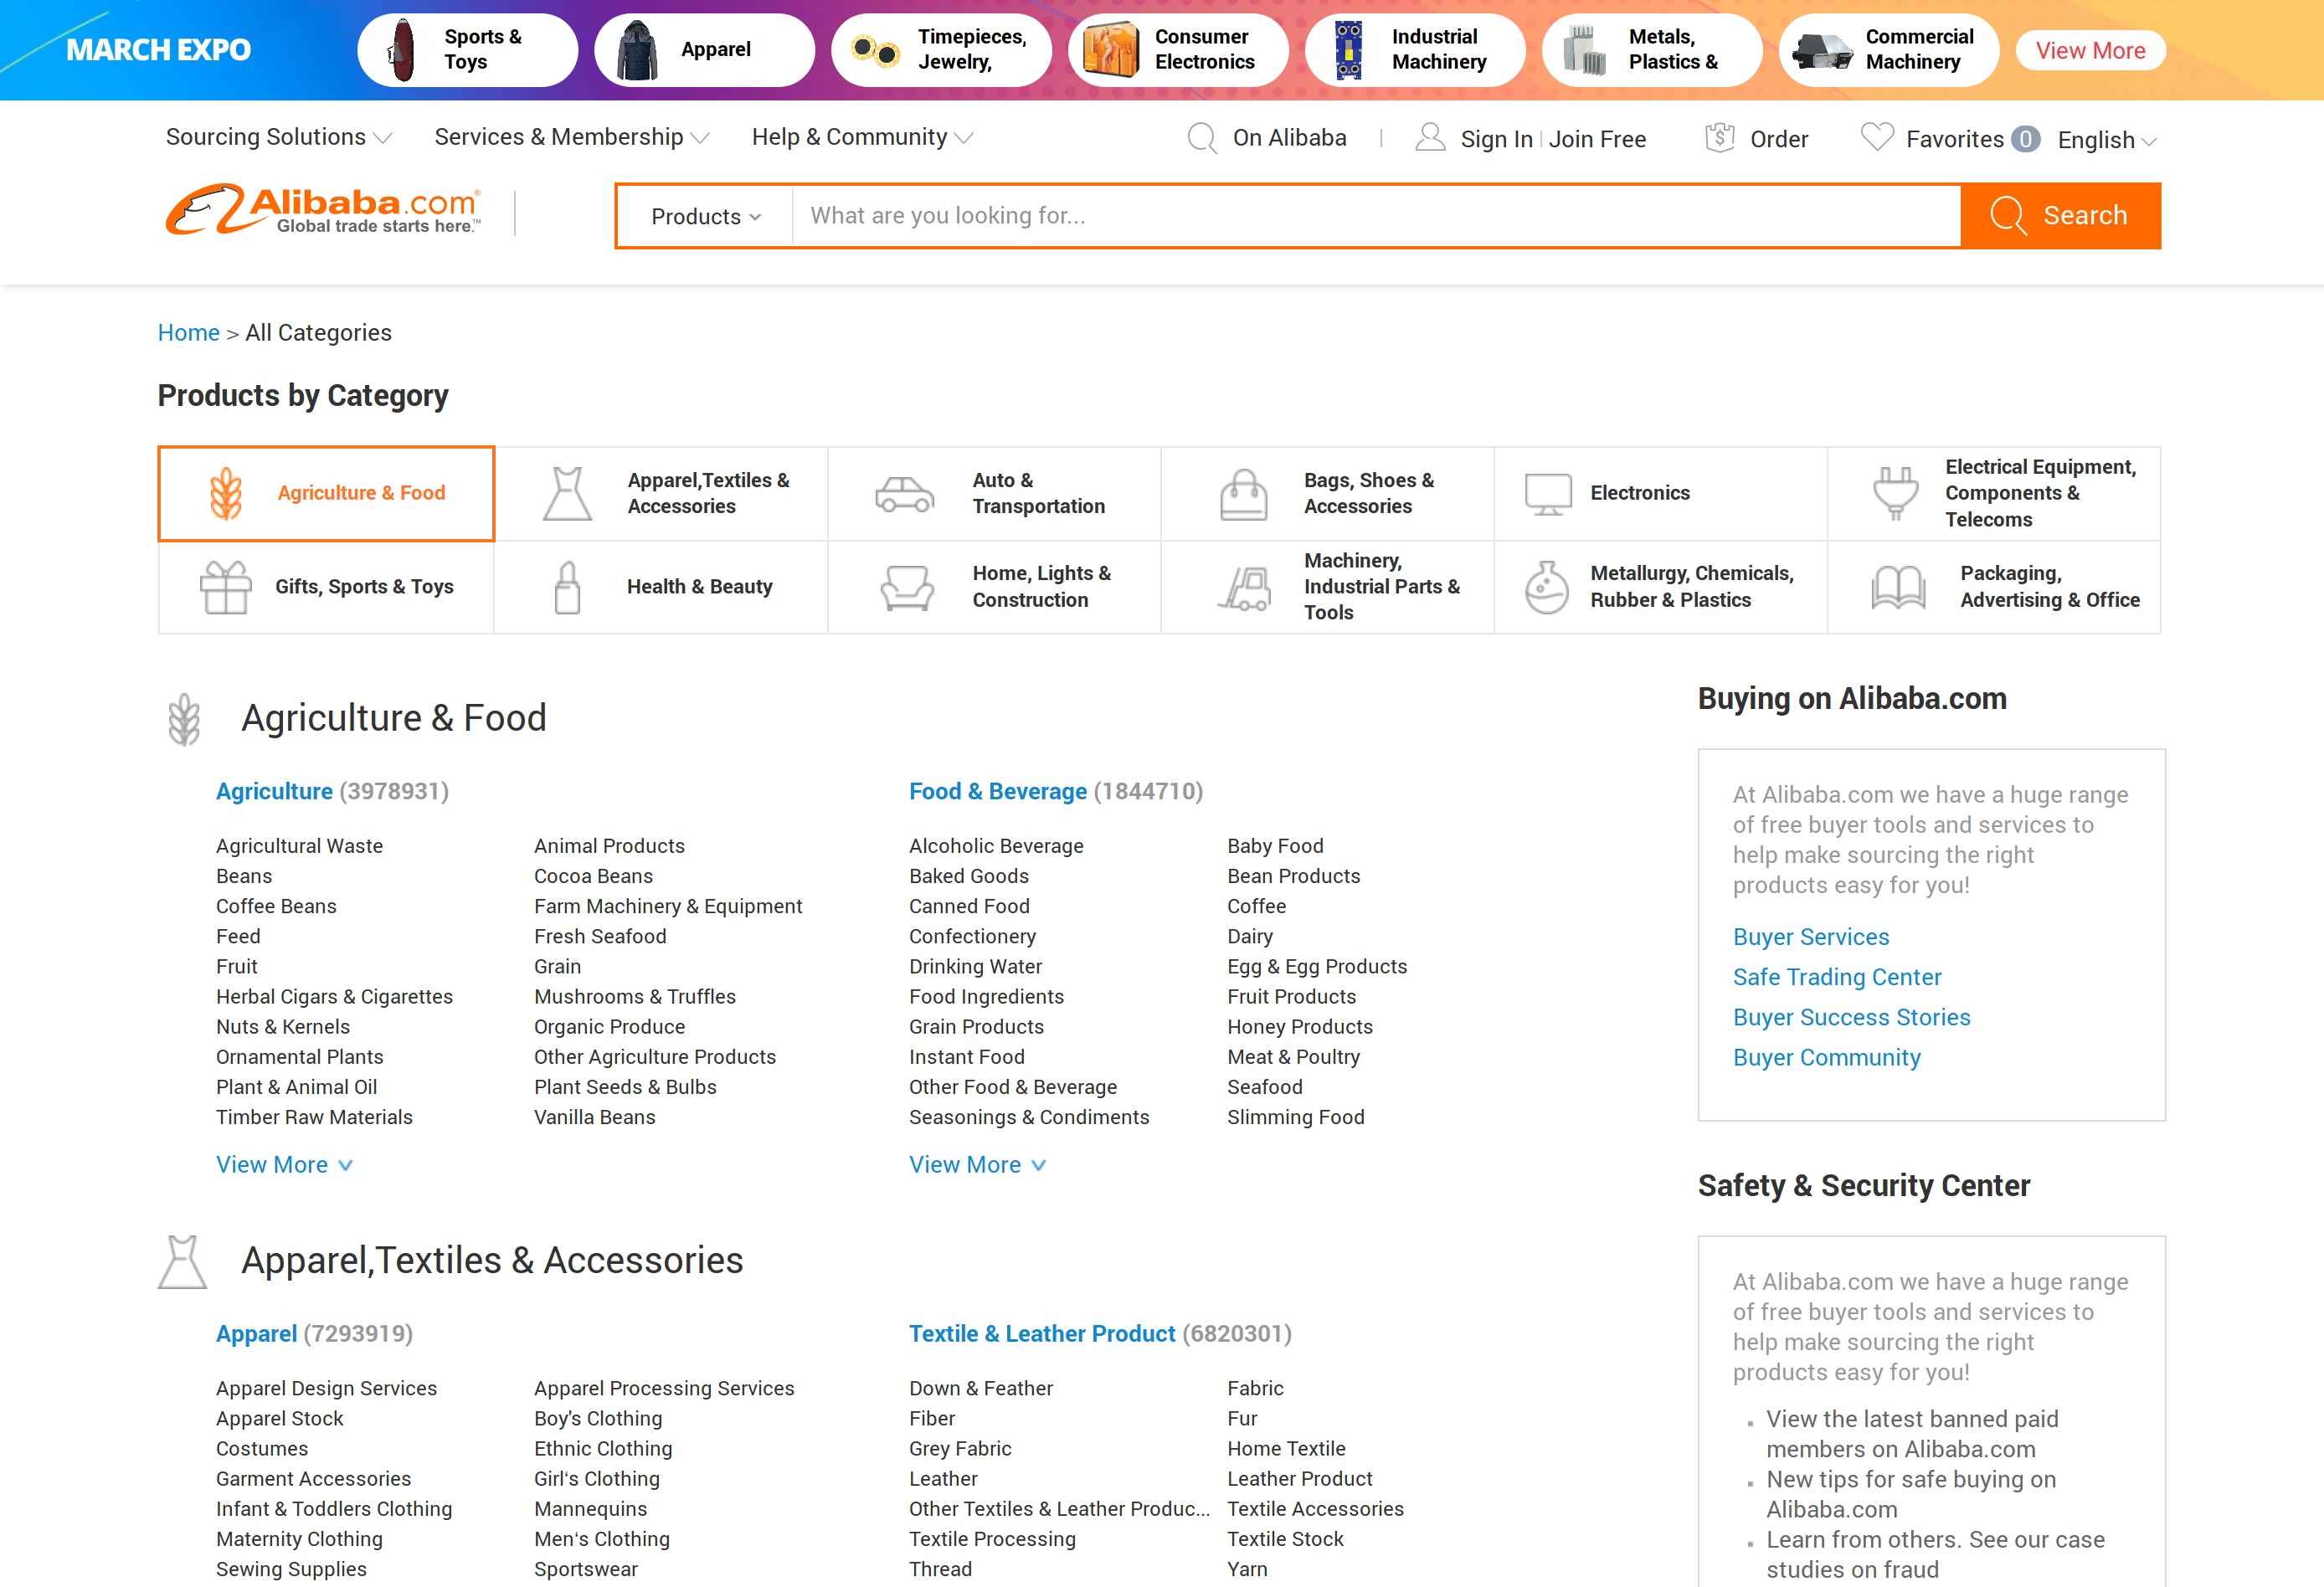 MARCH EXPO
Sports &
Toys
Apparel
Timepieces,
Jewelry,
Consumer
Electronics
Industrial
Machinery
Metals,
Plastics &
Commercial
Machinery
View More
Sourcing Solutions
Services & Membership
Help & Community
On Alibaba
Sign In | Join Free
Order
Favorites 0
English
Alibaba.com®
Global trade starts here.™
Products
What are you looking for...
Search
Home > All Categories
Products by Category
Agriculture & Food
Apparel,Textiles &
Accessories
Auto &
Transportation
Bags, Shoes &
Accessories
Electronics
Electrical Equipment,
Components &
Telecoms
Gifts, Sports & Toys
Health & Beauty
Home, Lights &
Construction
Machinery,
Industrial Parts &
Tools
Metallurgy, Chemicals,
Rubber & Plastics
Packaging,
Advertising & Office
Agriculture & Food
Agriculture (3978931)
Agricultural Waste
Animal Products
Beans
Cocoa Beans
Coffee Beans
Farm Machinery & Equipment
Feed
Fresh Seafood
Fruit
Grain
Herbal Cigars & Cigarettes
Mushrooms & Truffles
Nuts & Kernels
Organic Produce
Ornamental Plants
Other Agriculture Products
Plant & Animal Oil
Plant Seeds & Bulbs
Timber Raw Materials
Vanilla Beans
View More
Food & Beverage (1844710)
Alcoholic Beverage
Baby Food
Baked Goods
Bean Products
Canned Food
Coffee
Confectionery
Dairy
Drinking Water
Egg & Egg Products
Food Ingredients
Fruit Products
Grain Products
Honey Products
Instant Food
Meat & Poultry
Other Food & Beverage
Seafood
Seasonings & Condiments
Slimming Food
View More
Apparel,Textiles & Accessories
Apparel (7293919)
Apparel Design Services
Apparel Processing Services
Apparel Stock
Boy's Clothing
Costumes
Ethnic Clothing
Garment Accessories
Girl‘s Clothing
Infant & Toddlers Clothing
Mannequins
Maternity Clothing
Men‘s Clothing
Sewing Supplies
Sportswear
Textile & Leather Product (6820301)
Down & Feather
Fabric
Fiber
Fur
Grey Fabric
Home Textile
Leather
Leather Product
Other Textiles & Leather Produc...
Textile Accessories
Textile Processing
Textile Stock
Thread
Yarn
Buying on Alibaba.com
At Alibaba.com we have a huge range
of free buyer tools and services to
help make sourcing the right
products easy for you!
Buyer Services
Safe Trading Center
Buyer Success Stories
Buyer Community
Safety & Security Center
At Alibaba.com we have a huge range
of free buyer tools and services to
help make sourcing the right
products easy for you!
View the latest banned paid
members on Alibaba.com
New tips for safe buying on
Alibaba.com
Learn from others. See our case
studies on fraud